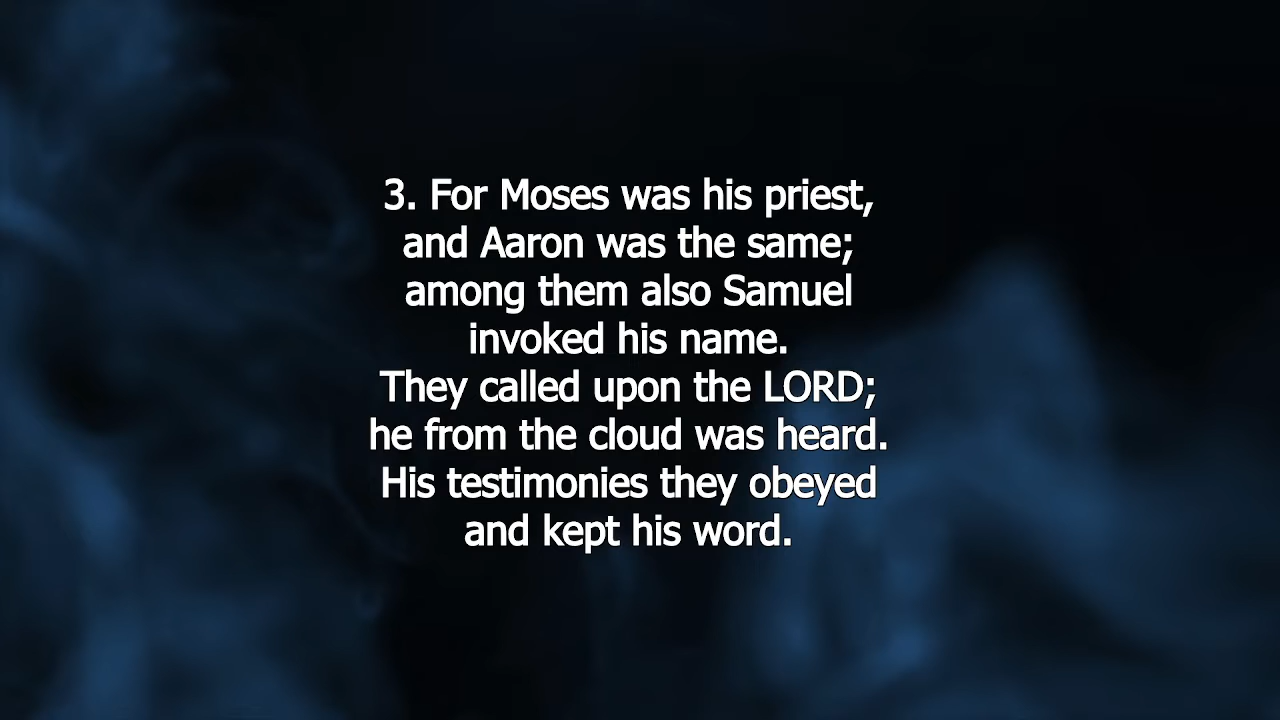 3. For Moses was his priest,
and Aaron was the same;
among them also Samuel
invoked his name.
They called upon the LORD;
he from the cloud was heard.
His testimonies they obeyed
and kept his word.